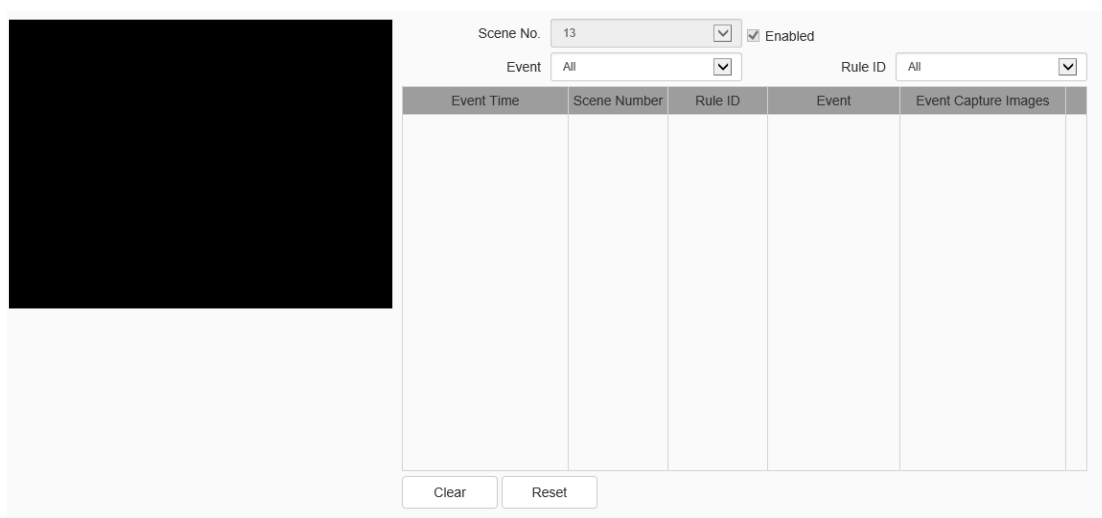 Scene No. 13 Enabled
Event All Rule ID All
Event Time Scene Number Rule ID Event Event Capture Images
Clear Reset